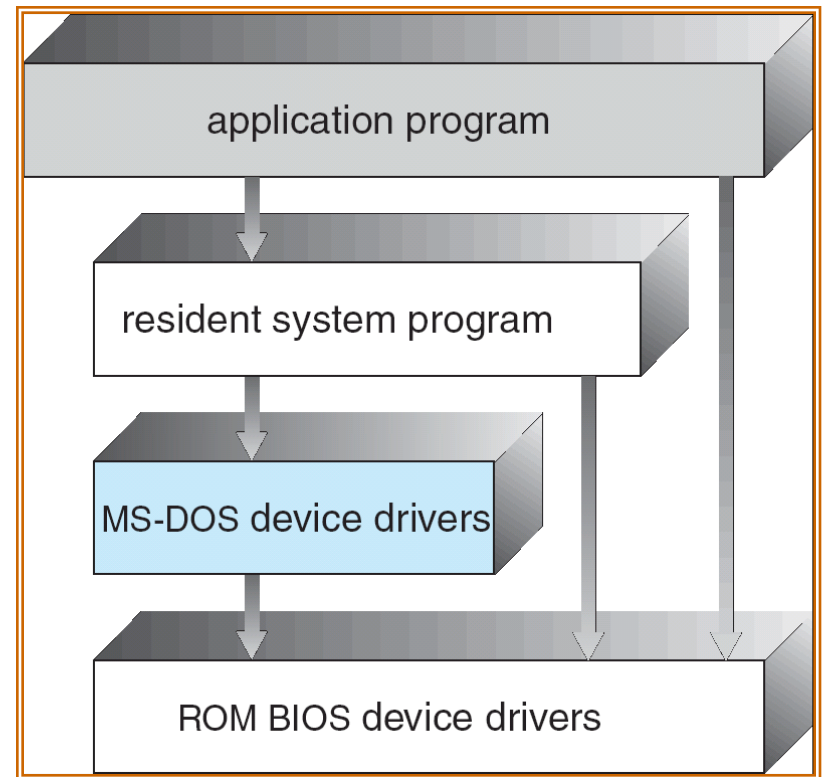 application program
resident system program
MS-DOS device drivers
ROM BIOS device drivers